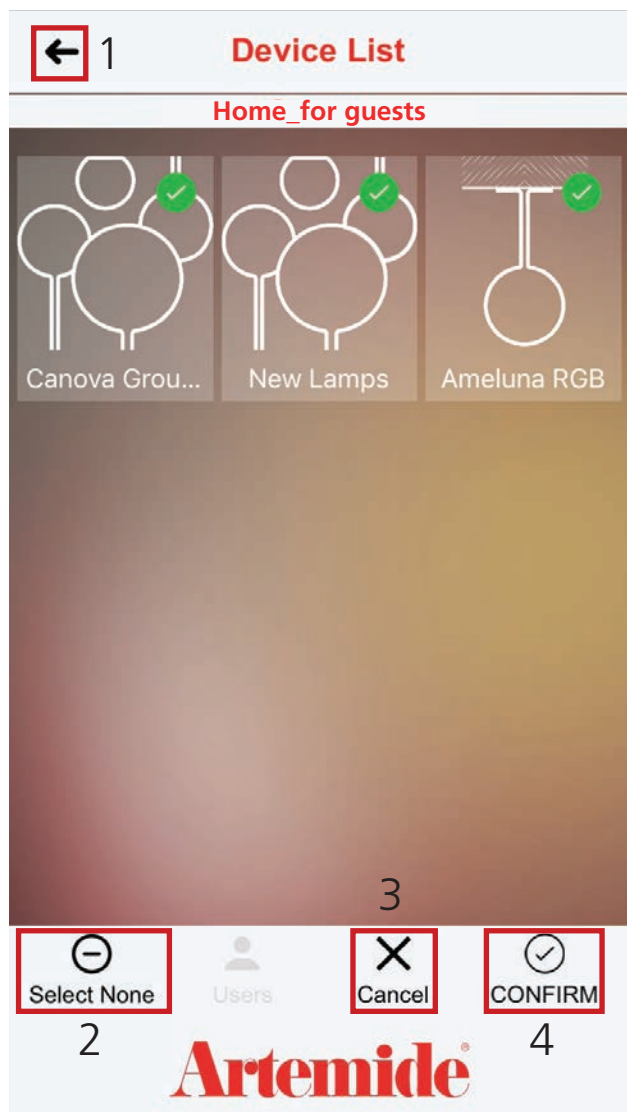 1 Device List
Home_for guests
Canova Grou... New Lamps Ameluna RGB
3
Select None Users Cancel CONFIRM
2 4
Artemide®